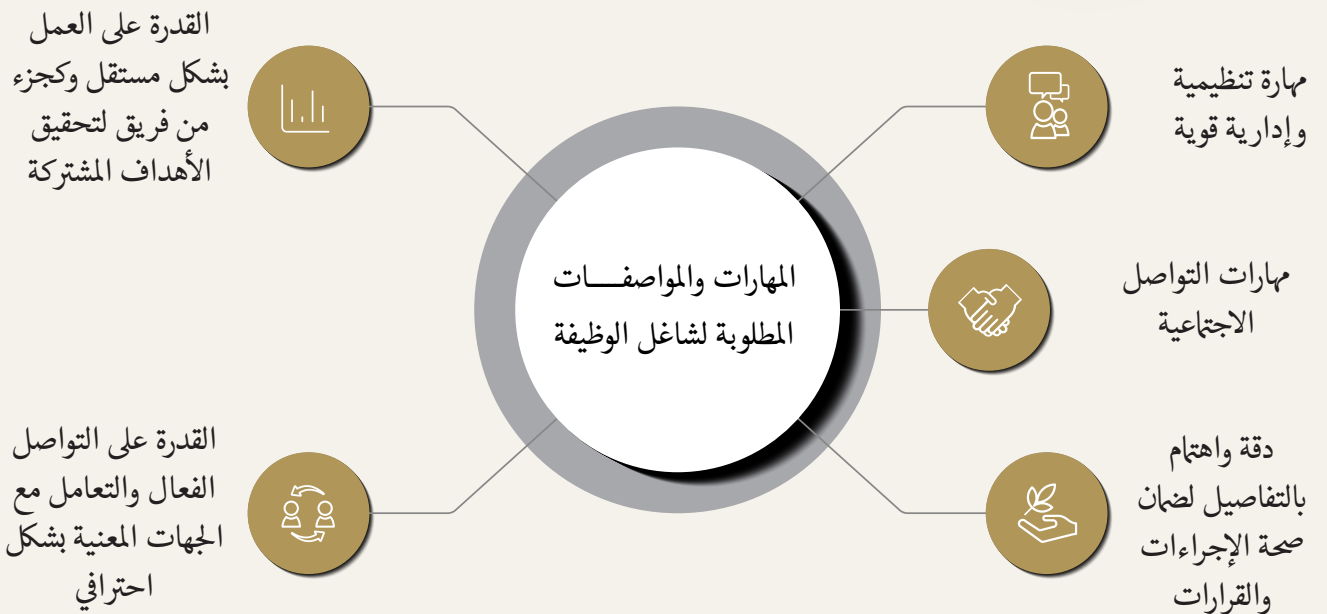 المهارات والمواصفـــات
المطلوبة لشاغل الوظيفة
مهارة تنظيمية
وإدارية قوية
مهارات التواصل
الاجتماعية
دقة واهتمام
بالتفاصيل لضمان
صحة الإجراءات
والقرارات
القدرة على العمل
بشكل مستقل وكجزء
من فريق لتحقيق
الأهداف المشتركة
القدرة على التواصل
الفعال والتعامل مع
الجهات المعنية بشكل
احترافي